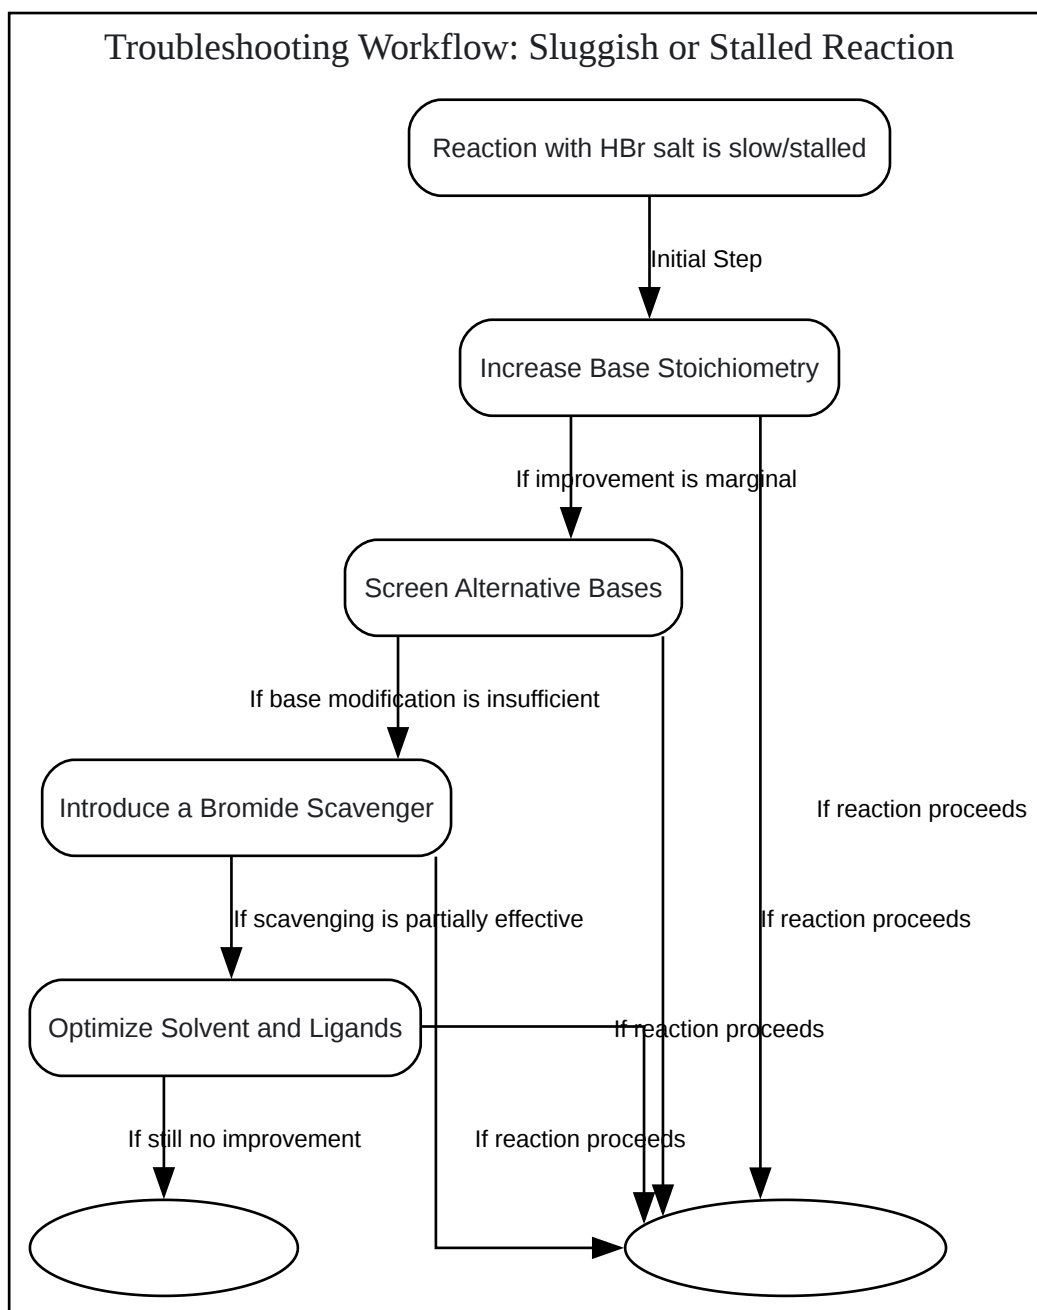 Troubleshooting Workflow: Sluggish or Stalled Reaction
Reaction with HBr salt is slow/stalled
Initial Step
Increase Base Stoichiometry
If improvement is marginal
Screen Alternative Bases
If base modification is insufficient
Introduce a Bromide Scavenger
If reaction proceeds
If scavenging is partially effective
If reaction proceeds
Optimize Solvent and Ligands
If reaction proceeds
If still no improvement
If reaction proceeds